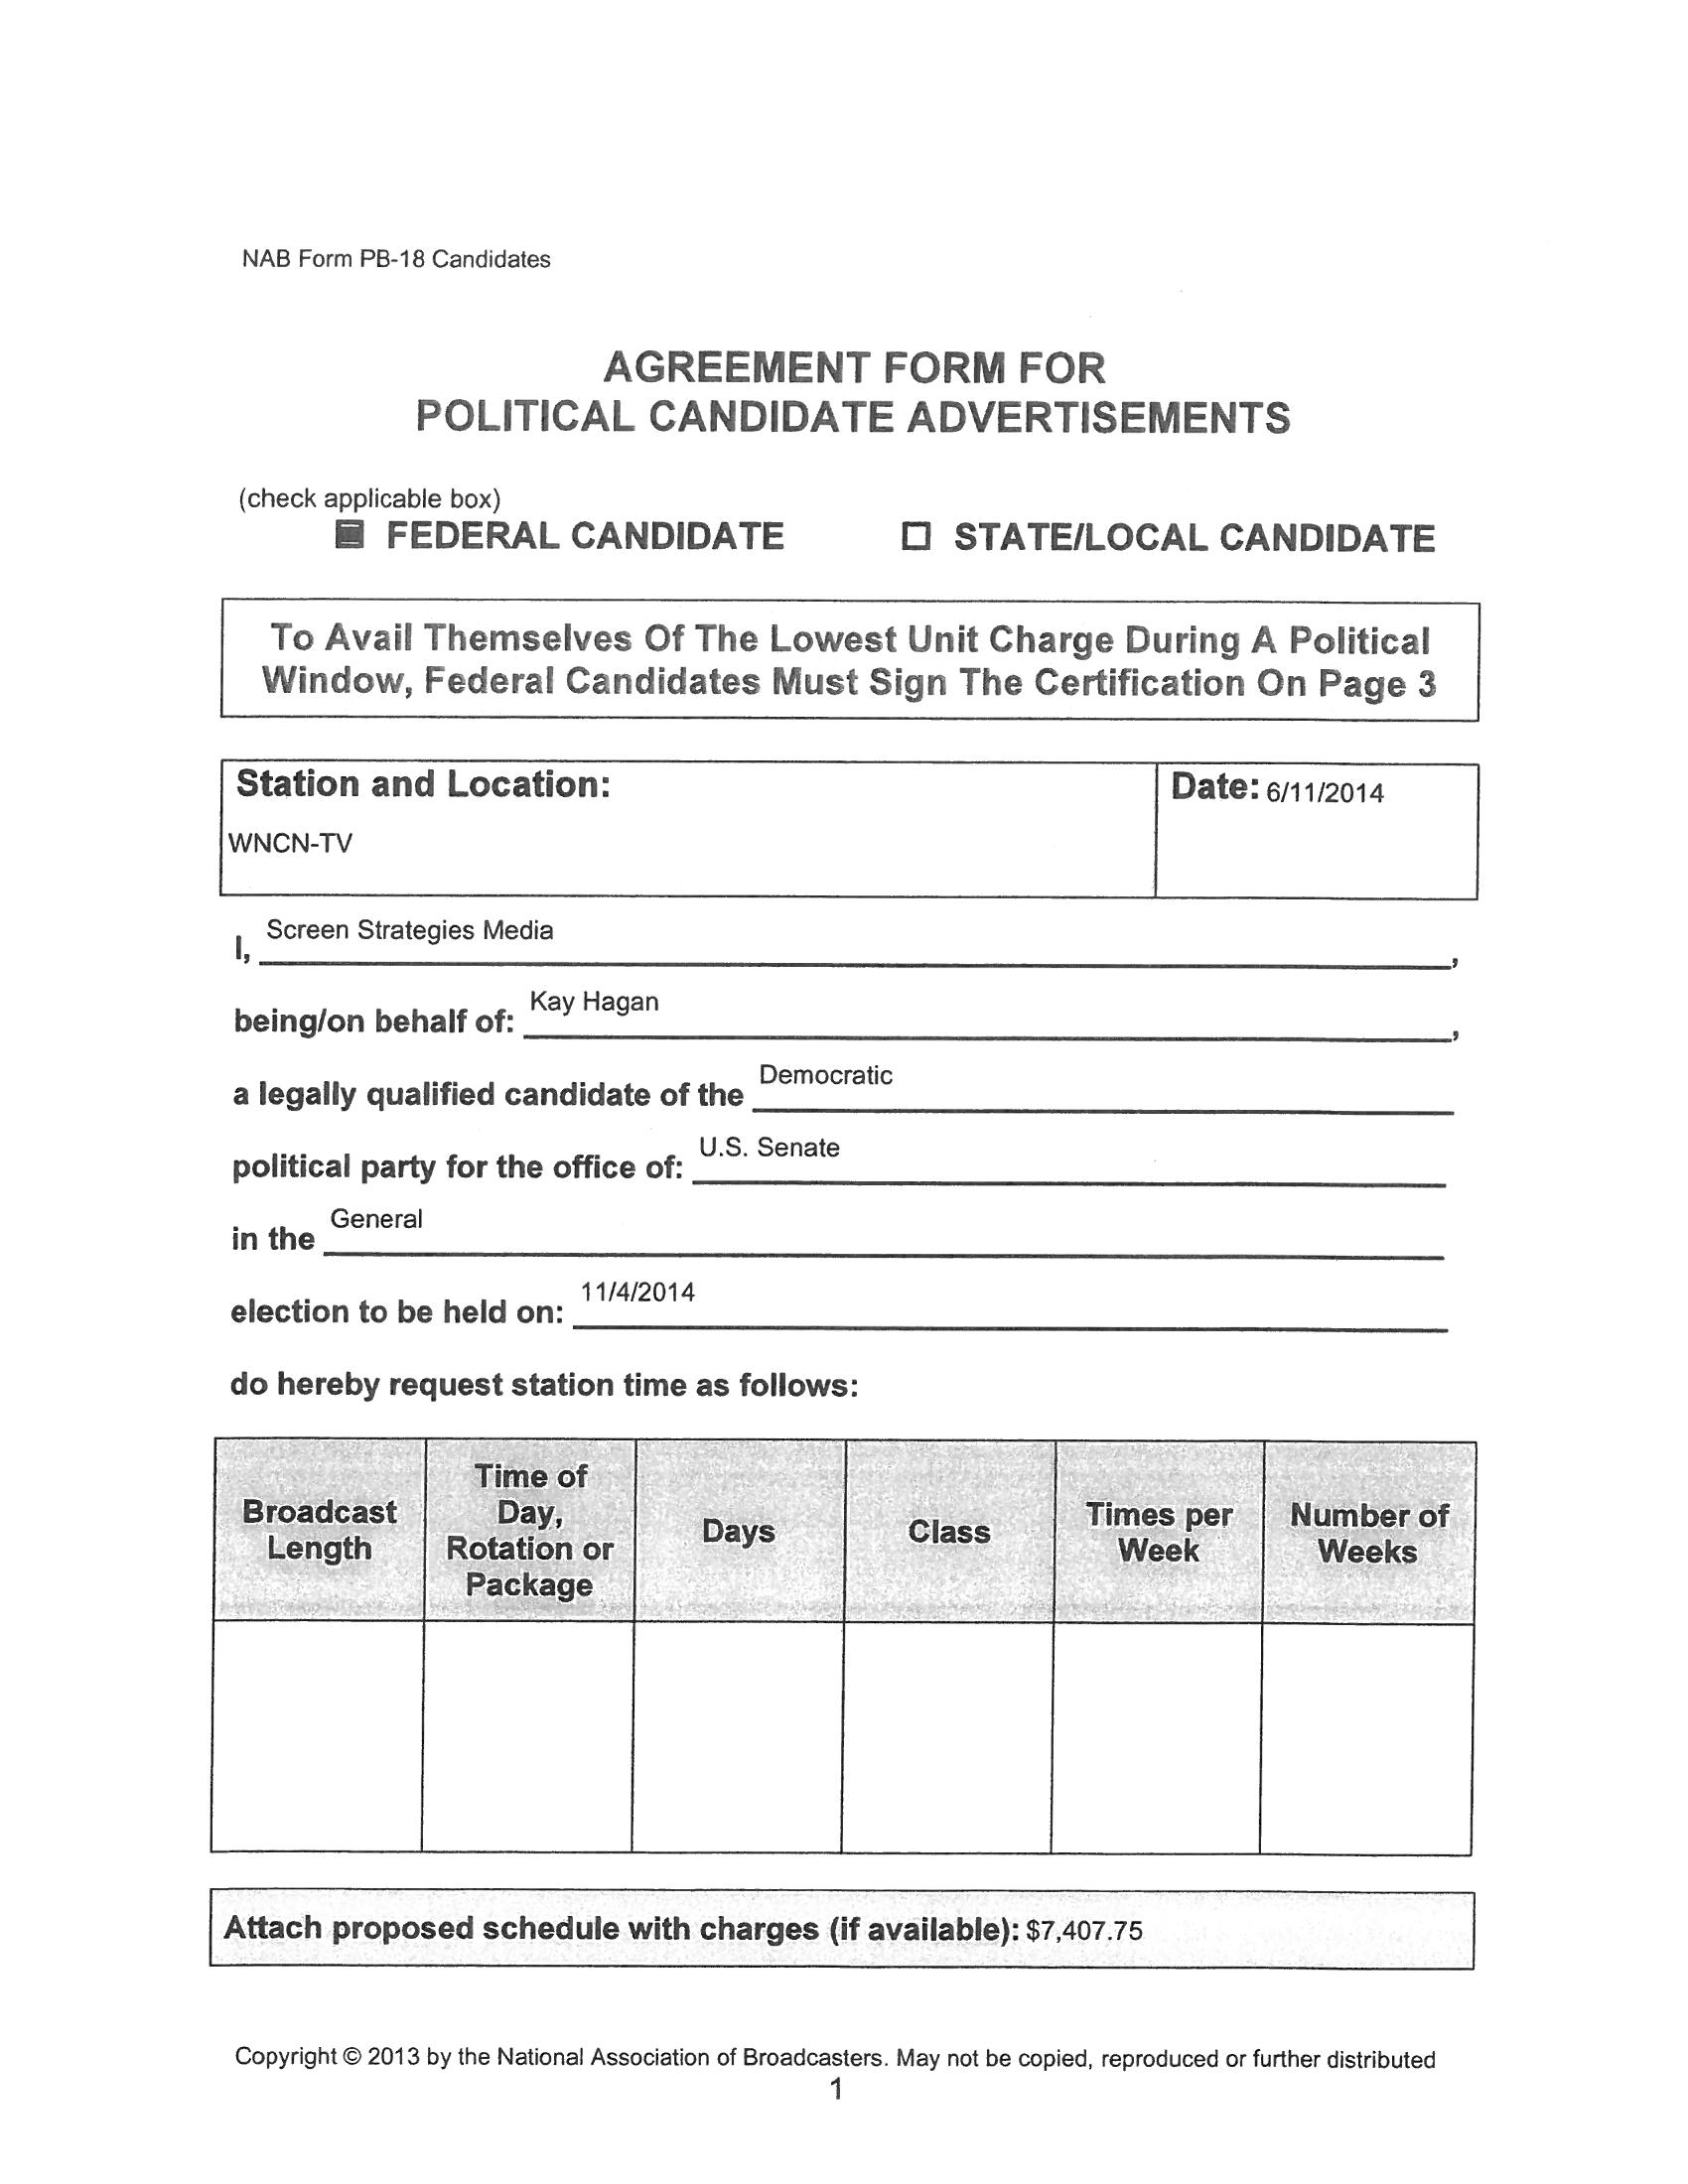 NAB Form PB-18 Candidates
AGREEMENT FORM FOR
POLITICAL CANDIDATE ADVERTISEMENTS
(check applicable box)
FEDERAL CANDIDATE STATE/LOCAL CANDIDATE
To Avail Themselves Of The Lowest Unit Charge During A Political
Window, Federal Candidates Must Sign The Certification On Page 3
Station and Location: Date: 6/11/2014
WNCN-TV
I, Screen Strategies Media,
being/on behalf of: Kay Hagan,
a legally qualified candidate of the Democratic
political party for the office of: U.S. Senate
in the General
election to be held on: 11/4/2014
do hereby request station time as follows:
Broadcast
Length
Time of
Day,
Rotation or
Package
Days
Class
Times per
Week
Number of
Weeks
Attach proposed schedule with charges (if available): $7,407.75
Copyright © 2013 by the National Association of Broadcasters. May not be copied, reproduced or further distributed
1